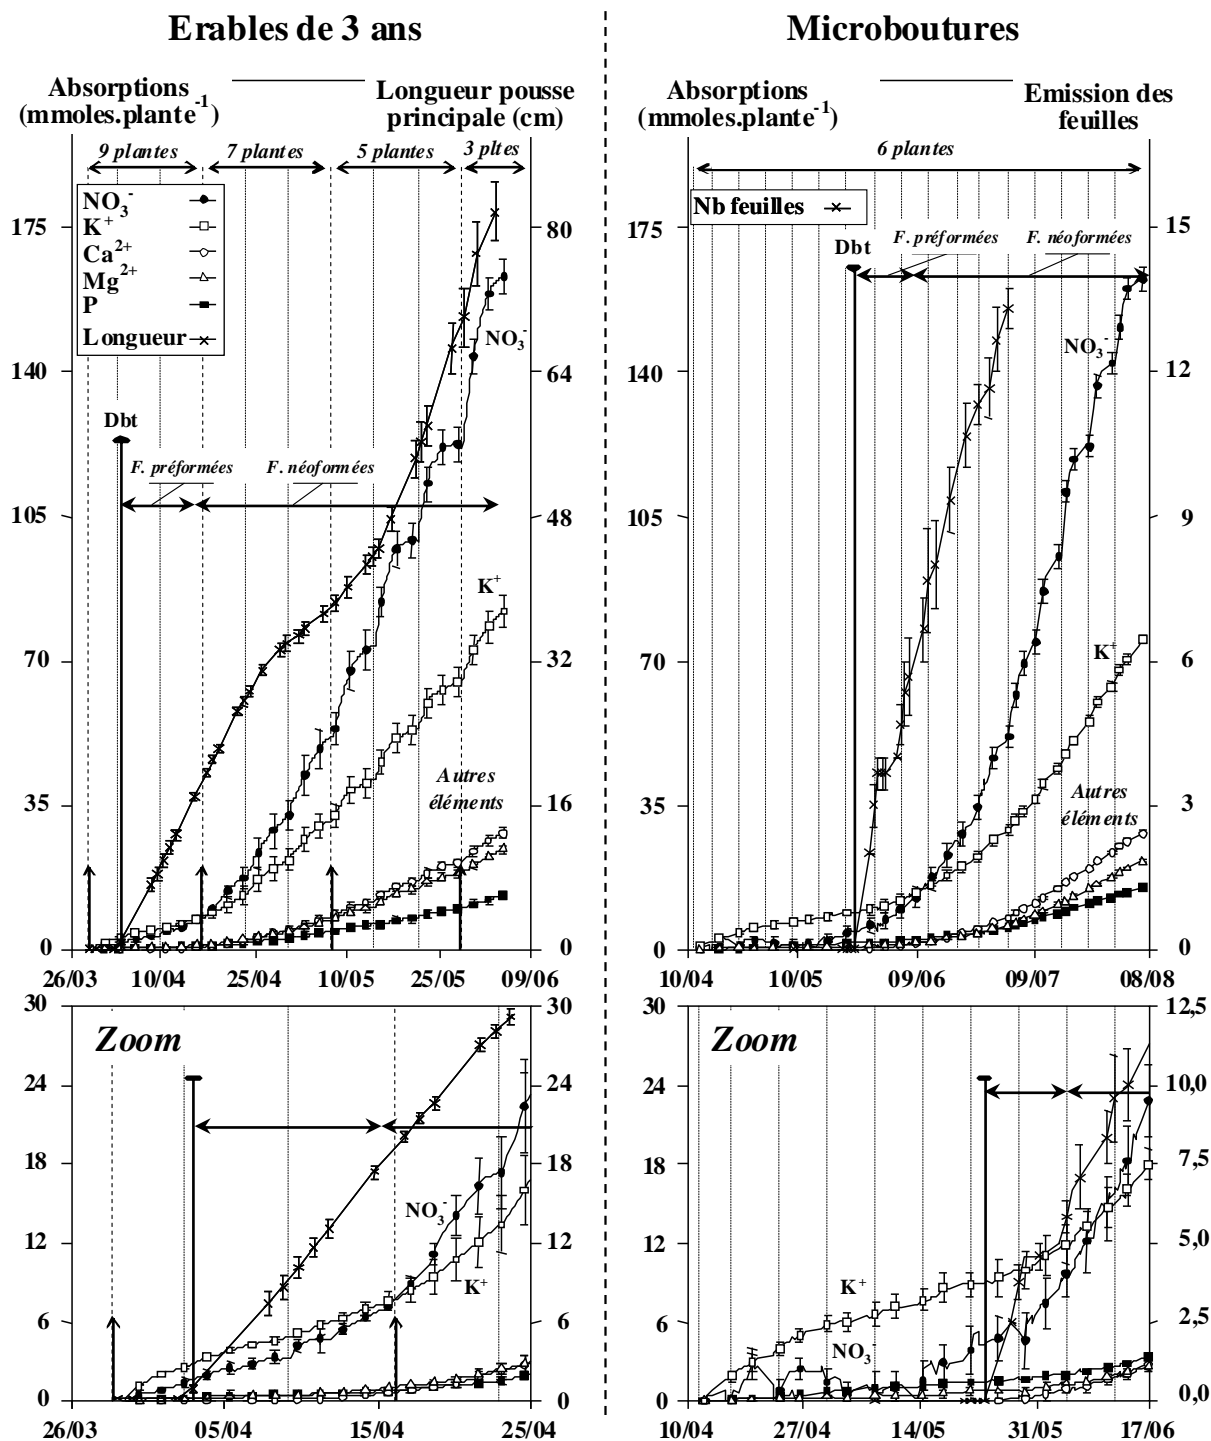 Erables de 3 ans
Absorptions
(mmoles.plante⁻¹)
Longueur pousse
principale (cm)
9 plantes
7 plantes
5 plantes
3 pltes
NO₃⁻
K⁺
Ca²⁺
Mg²⁺
P
Longueur
175
140
105
70
35
0
80
64
48
32
16
0
Dbt
F. préformées
F. néoformées
NO₃⁻
K⁺
Autres
éléments
26/03
10/04
25/04
10/05
25/05
09/06
Zoom
30
24
18
12
6
0
30
24
18
12
6
0
NO₃⁻
K⁺
26/03
05/04
15/04
25/04
Microboutures
Absorptions
(mmoles.plante⁻¹)
Emission des
feuilles
6 plantes
Nb feuilles
175
140
105
70
35
0
15
12
9
6
3
0
Dbt
F. préformées
F. néoformées
NO₃⁻
K⁺
Autres
éléments
10/04
10/05
09/06
09/07
08/08
Zoom
30
24
18
12
6
0
12,5
10,0
7,5
5,0
2,5
0,0
K⁺
NO₃⁻
10/04
27/04
14/05
31/05
17/06